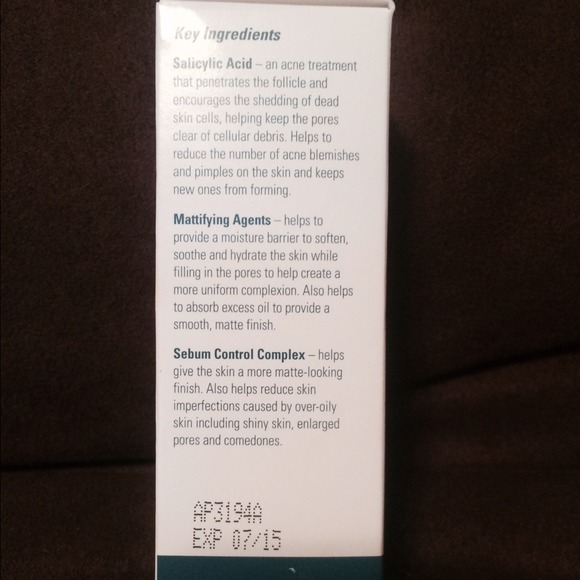 Key Ingredients
Salicylic Acid – an acne treatment
that penetrates the follicle and
encourages the shedding of dead
skin cells, helping keep the pores
clear of cellular debris. Helps to
reduce the number of acne blemishes
and pimples on the skin and keeps
new ones from forming.
Mattifying Agents – helps to
provide a moisture barrier to soften,
soothe and hydrate the skin while
filling in the pores to help create a
more uniform complexion. Also helps
to absorb excess oil to provide a
smooth, matte finish.
Sebum Control Complex – helps
give the skin a more matte-looking
finish. Also helps reduce skin
imperfections caused by over-oily
skin including shiny skin, enlarged
pores and comedones.
AP3194A
EXP 07/15